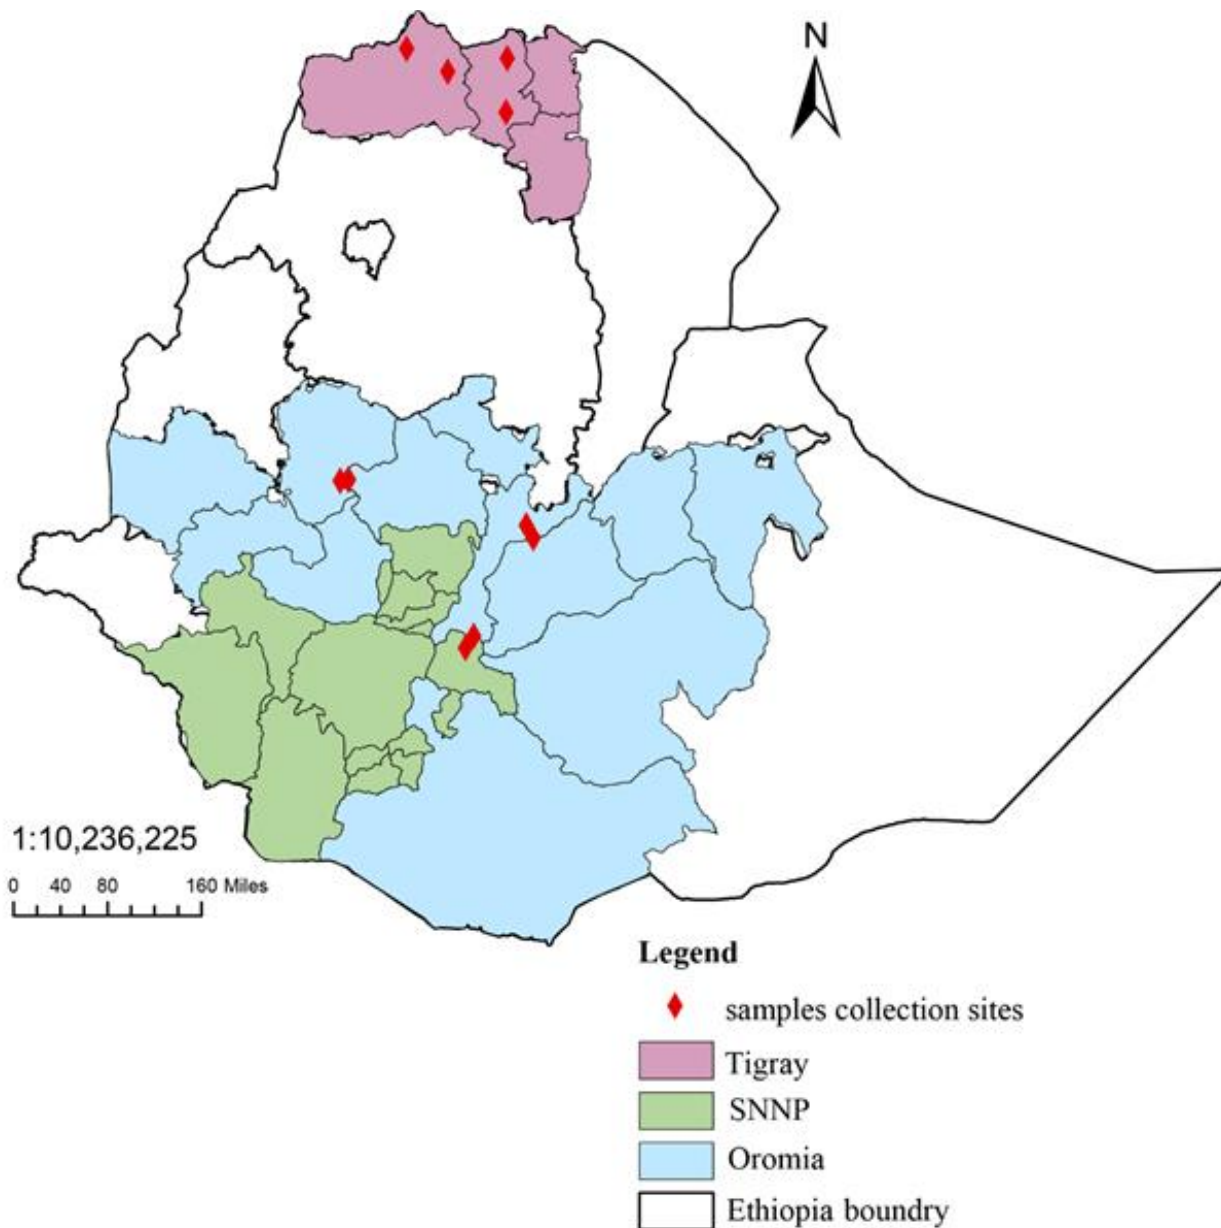 N
1:10,236,225
0 40 80 160 Miles
Legend
samples collection sites
Tigray
SNNP
Oromia
Ethiopia boundry